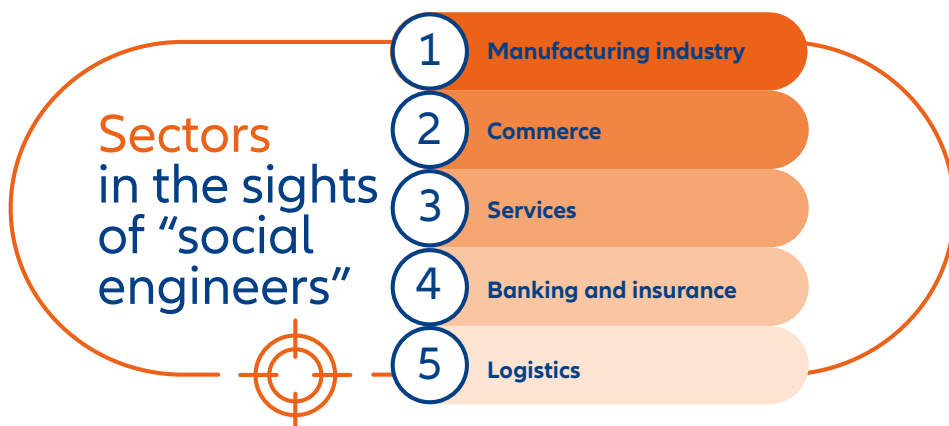 Sectors
in the sights
of “social
engineers”
1 Manufacturing industry
2 Commerce
3 Services
4 Banking and insurance
5 Logistics